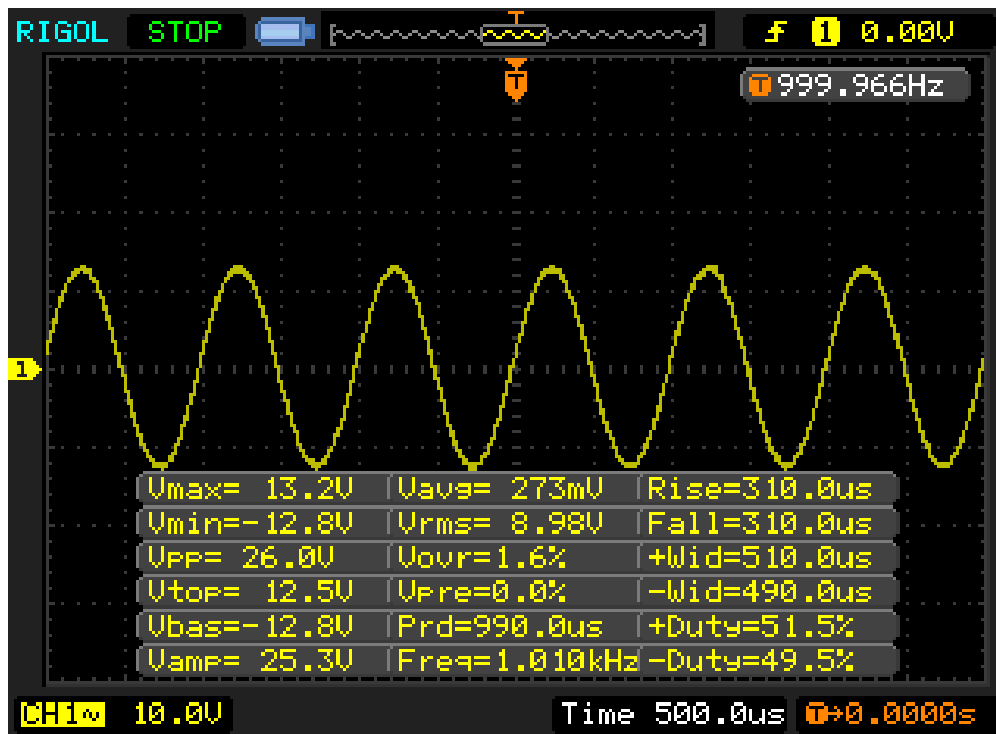 RIGOL STOP T f 1 0.00V
T
T 999.966Hz
1
Vmax= 13.2V Vavg= 273mV Rise=310.0us
Vmin=-12.8V Vrms= 8.98V Fall=310.0us
Vpp= 26.0V Vovr=1.6% +Wid=510.0us
Vtop= 12.5V Vpre=0.0% -Wid=490.0us
Vbas=-12.8V Prd=990.0us +Duty=51.5%
Vamp= 25.3V Freq=1.010kHz -Duty=49.5%
CH1~ 10.0V Time 500.0us T→0.0000s